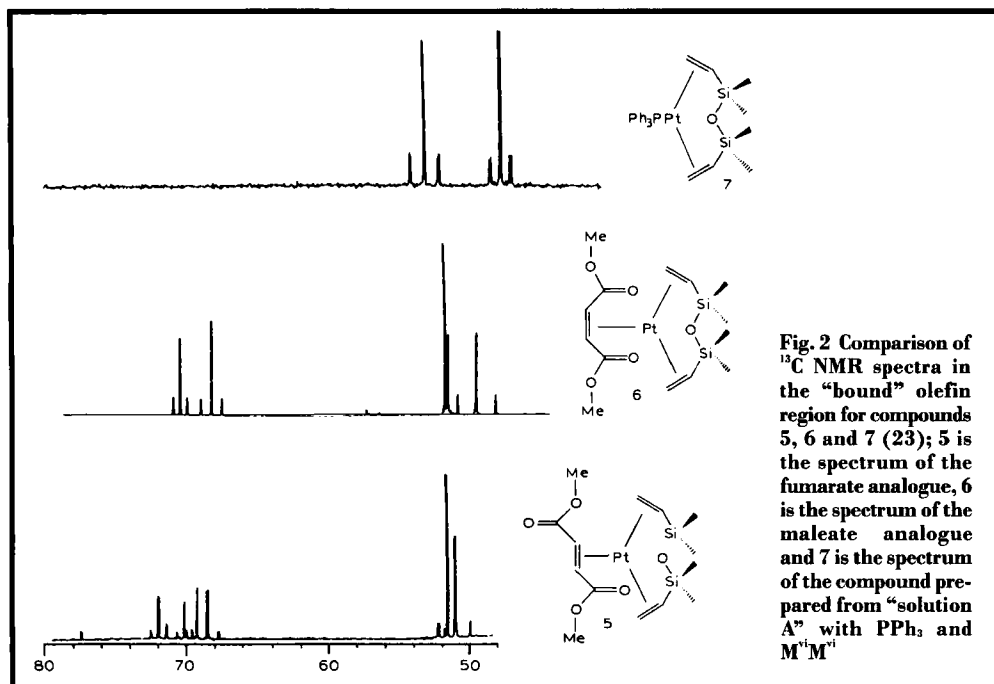 Ph₃PPt
Si
O
Si
7
Me
O
O
Pt
Si
O
Si
O
O
Me
6
Me
O
O
Pt
Si
O
Si
O
O
Me
5
80
70
60
50
Fig. 2 Comparison of
¹³C NMR spectra in
the “bound” olefin
region for compounds
5, 6 and 7 (23); 5 is
the spectrum of the
fumarate analogue, 6
is the spectrum of the
maleate analogue
and 7 is the spectrum
of the compound pre-
pared from “solution
A” with PPh₃ and
MᵛⁱMᵛⁱ